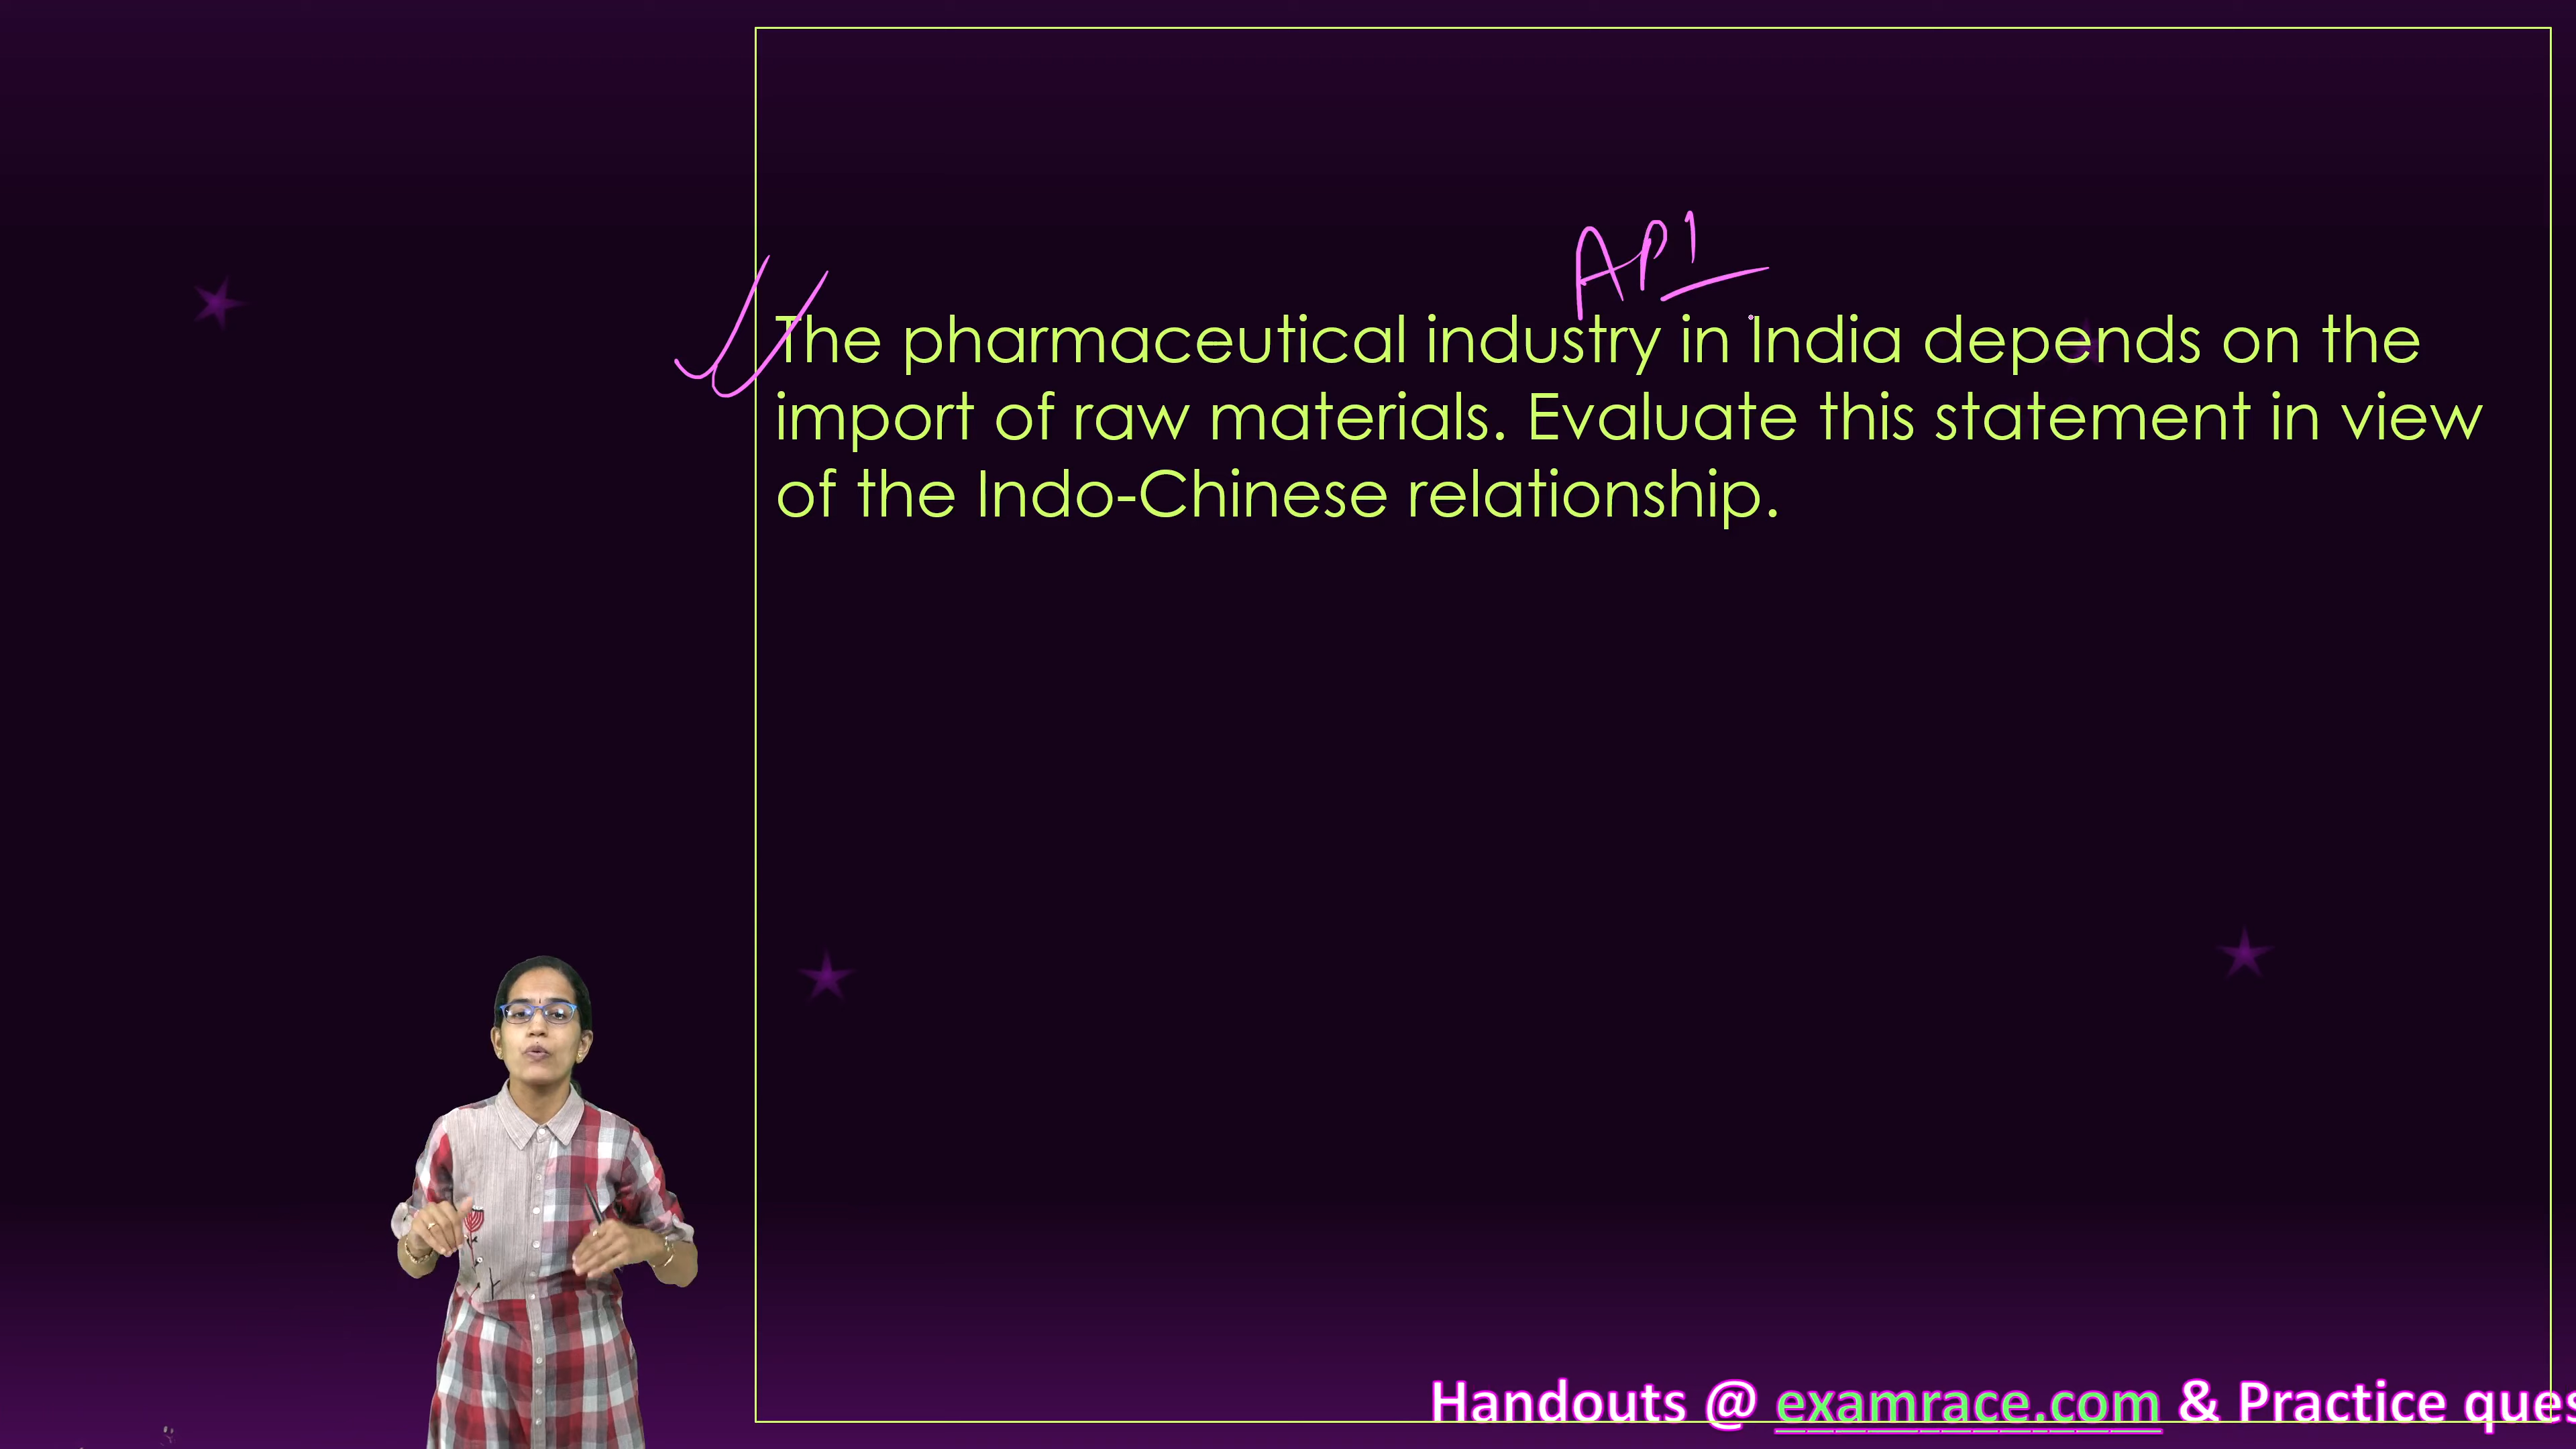 API
The pharmaceutical industry in India depends on the
import of raw materials. Evaluate this statement in view
of the Indo-Chinese relationship.
Handouts @ examrace.com & Practice ques